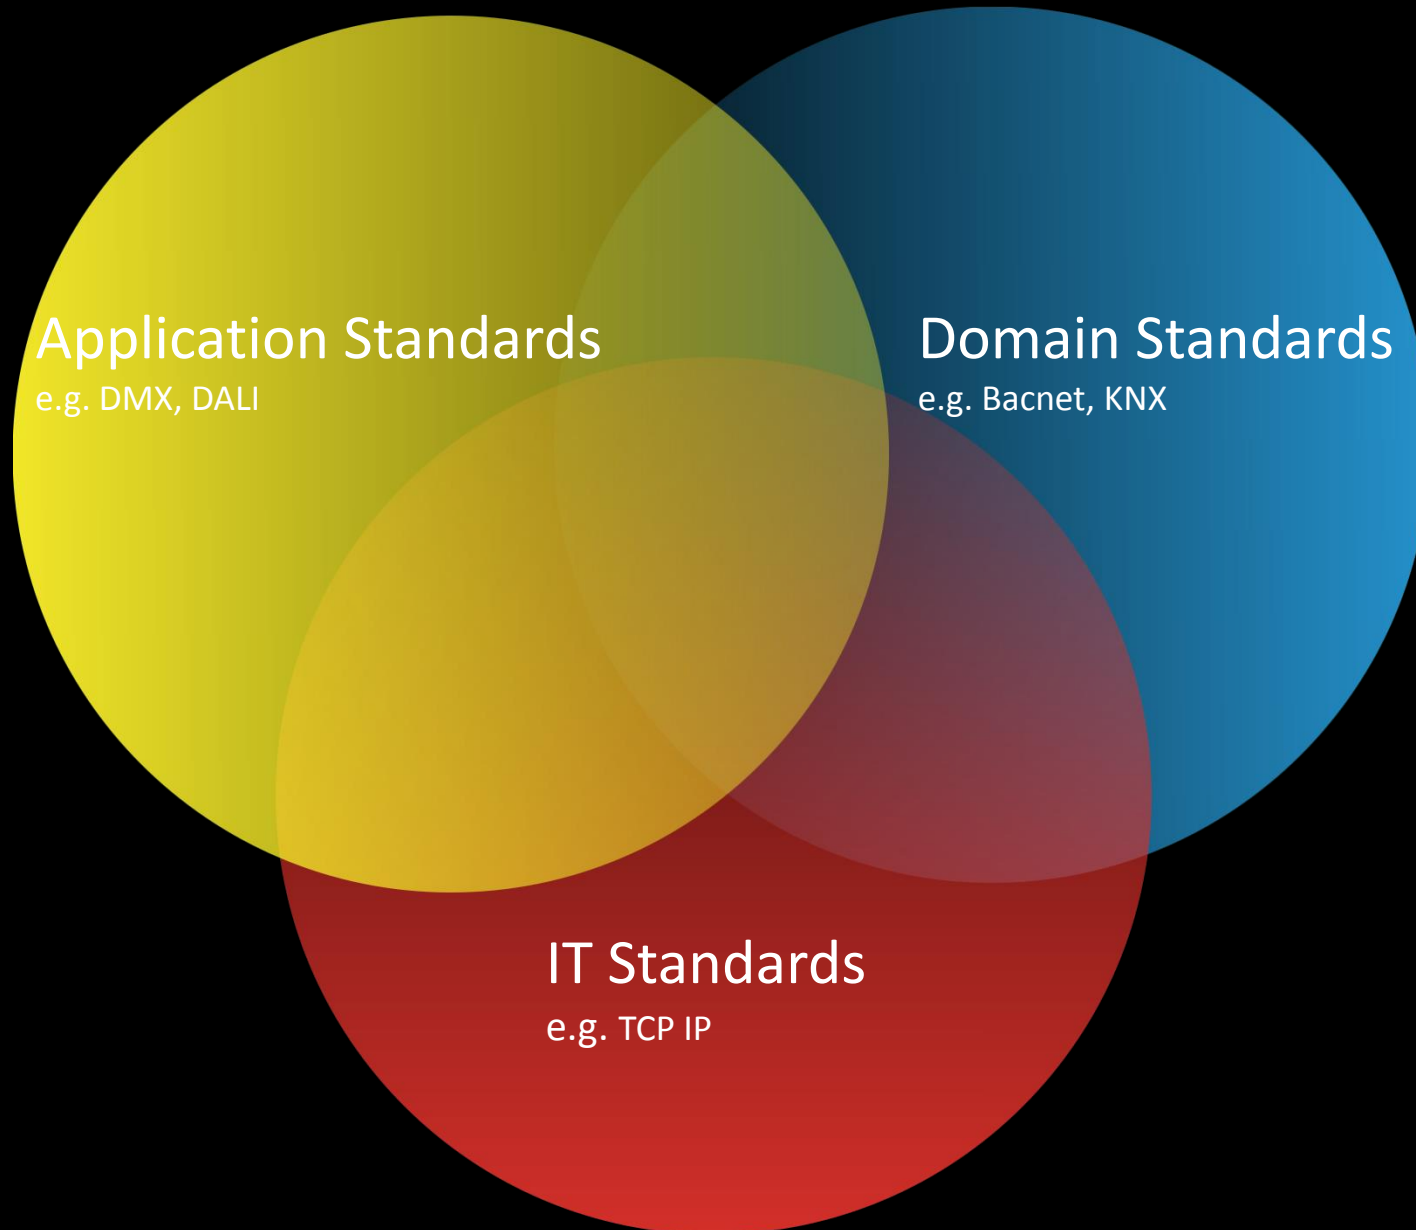 Application Standards
e.g. DMX, DALI
Domain Standards
e.g. Bacnet, KNX
IT Standards
e.g. TCP IP